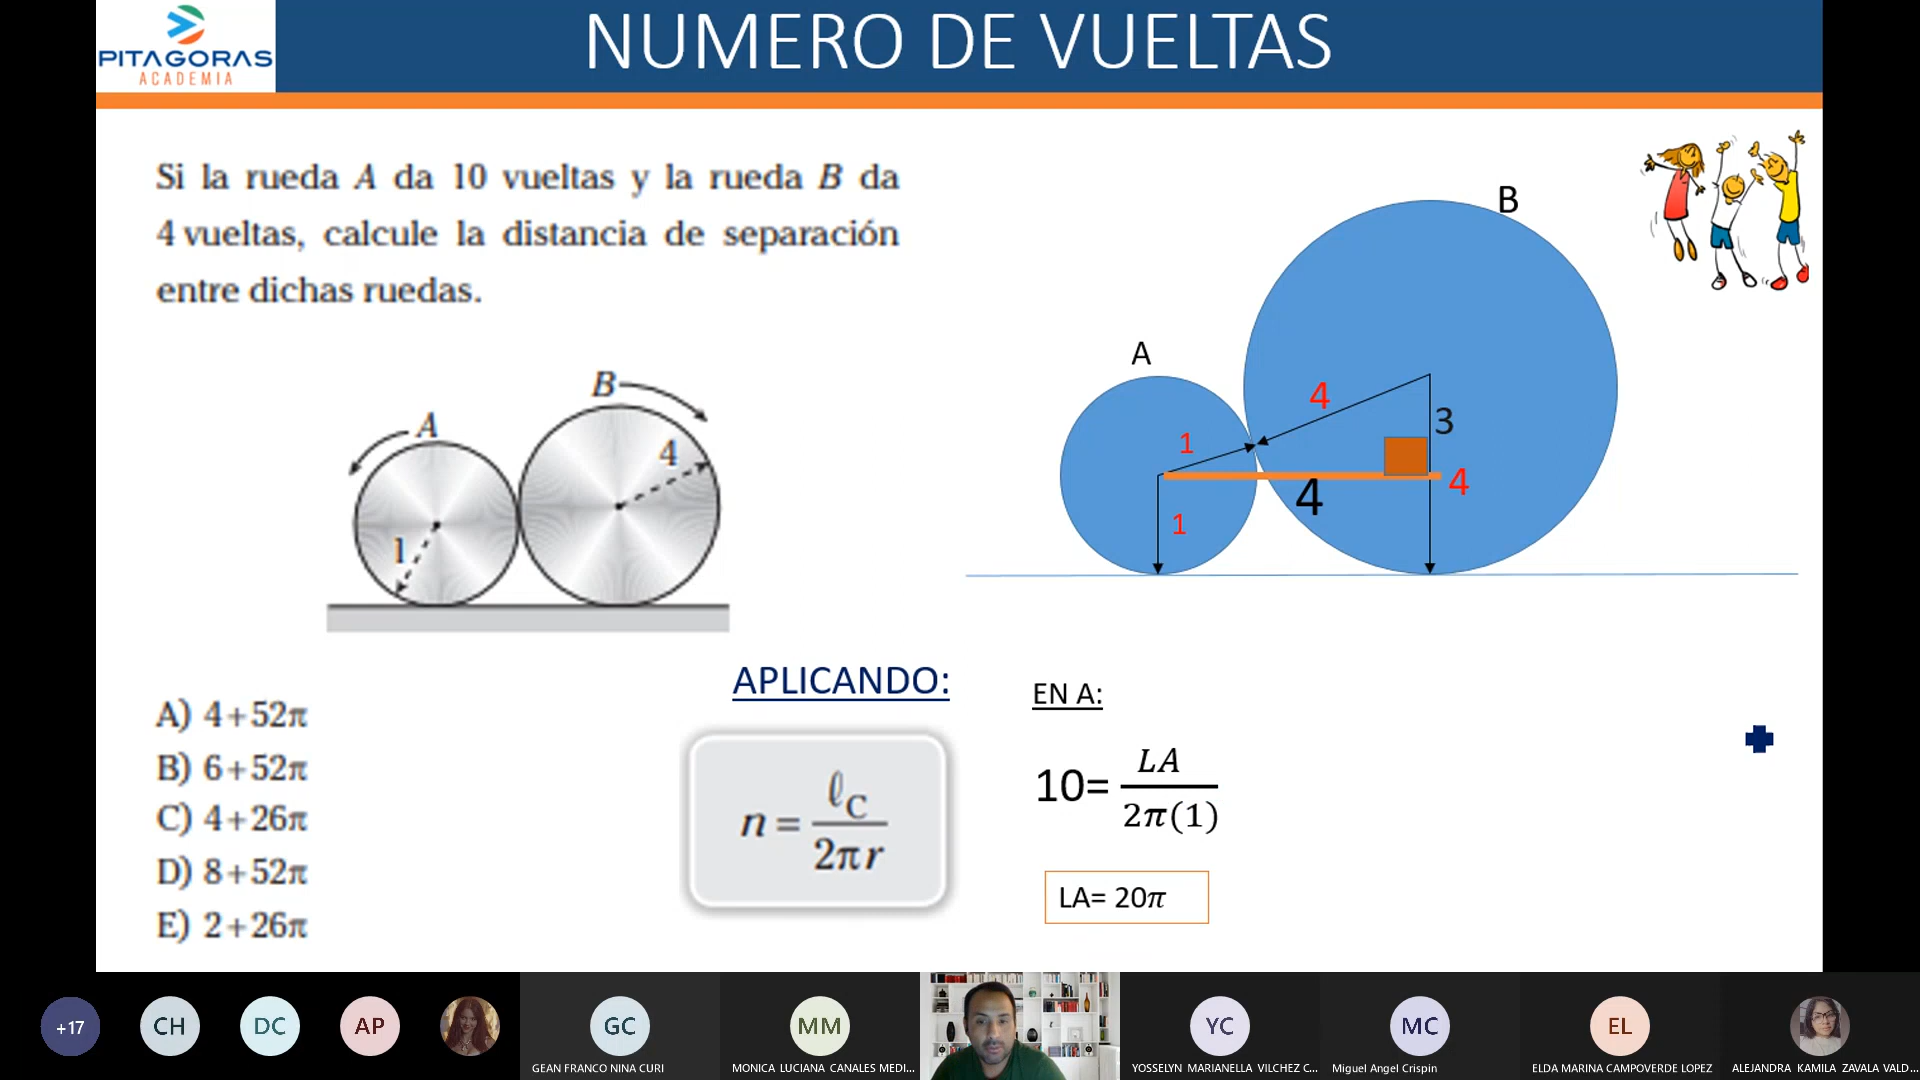 PITAGORAS
ACADEMIA
NUMERO DE VUELTAS
Si la rueda A da 10 vueltas y la rueda B da
4 vueltas, calcule la distancia de separación
entre dichas ruedas.
A
B
1
4
A
B
1
4
3
4
4
1
A) 4+52π
B) 6+52π
C) 4+26π
D) 8+52π
E) 2+26π
APLICANDO:
n = ℓC / 2πr
EN A:
10= LA / 2π(1)
LA= 20π
+17
CH
DC
AP
GC
GEAN FRANCO NINA CURI
MM
MONICA LUCIANA CANALES MEDI...
YC
YOSSELYN MARIANELLA VILCHEZ C...
MC
Miguel Angel Crispin
EL
ELDA MARINA CAMPOVERDE LOPEZ
ALEJANDRA KAMILA ZAVALA VALD...